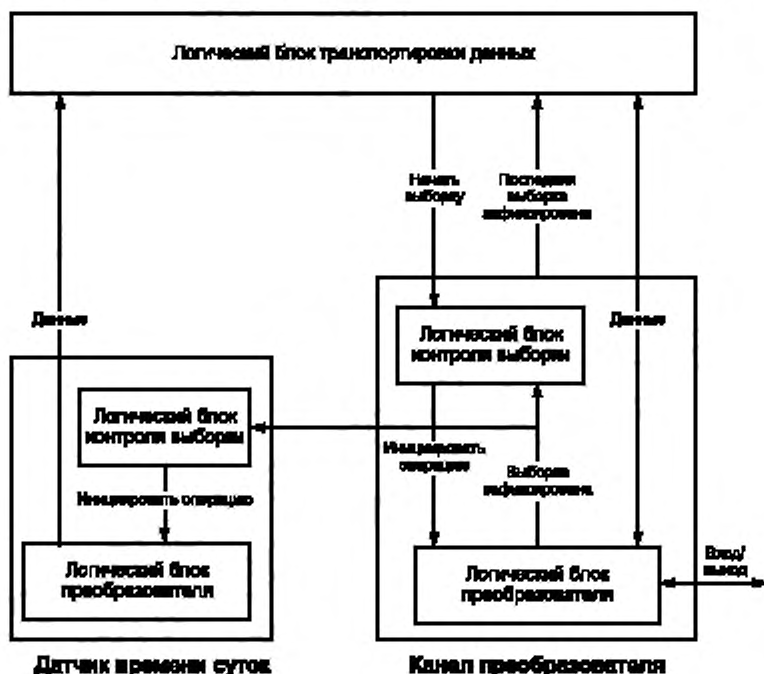 Логический блок транспортировки данных
Начать
выборку
Последняя
выборка
зафиксирована
Данные
Данные
Логический блок
контроля выборки
Логический блок
контроля выборки
Инициировать
операцию
Выборка
зафиксирована
Инициировать операцию
Логический блок
преобразователя
Логический блок
преобразователя
Вход/
выход
Датчик времени суток
Канал преобразователя